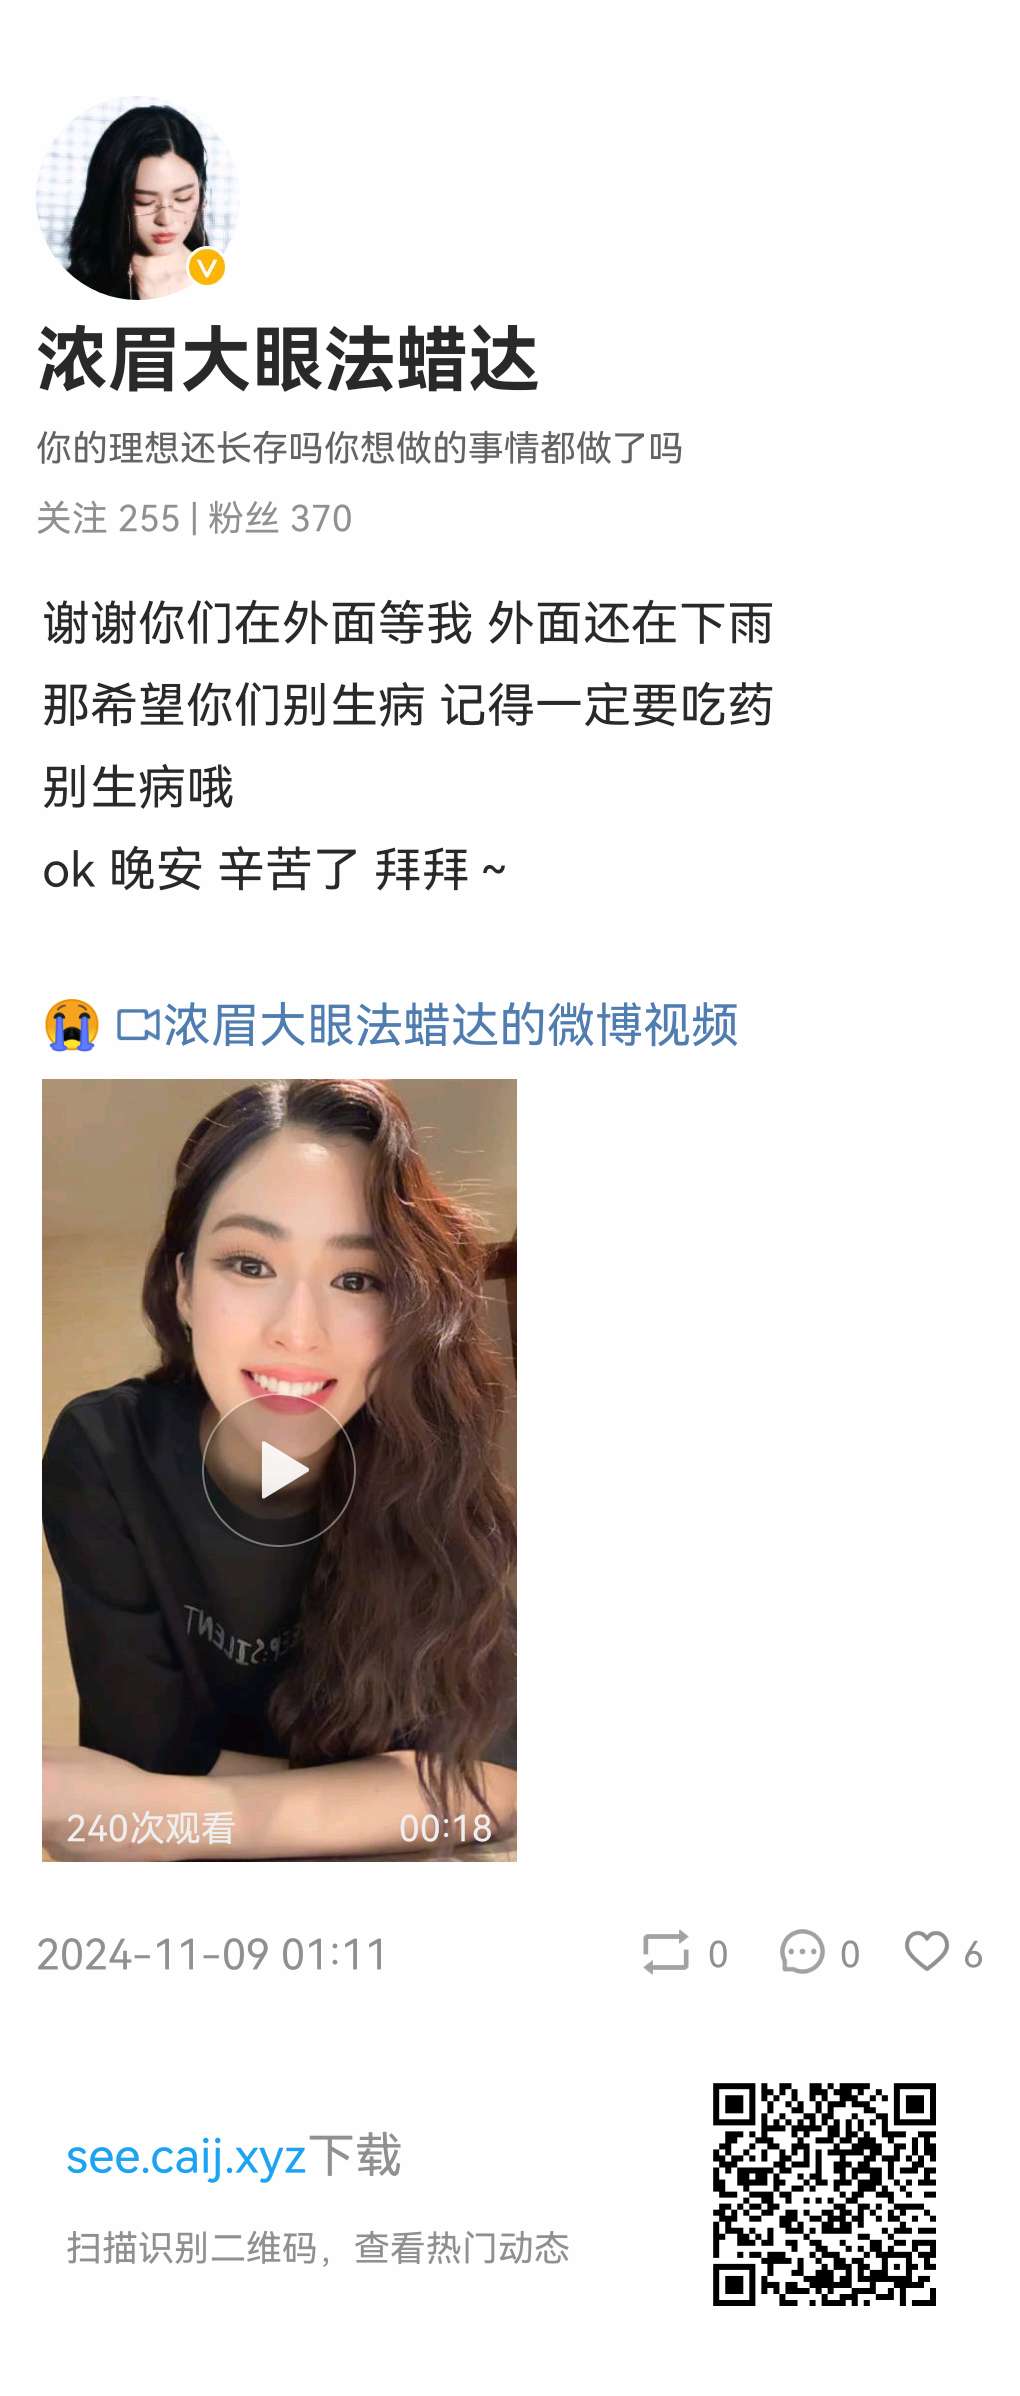 浓眉大眼法蜡达
你的理想还长存吗你想做的事情都做了吗
关注 255 | 粉丝 370
谢谢你们在外面等我 外面还在下雨
那希望你们别生病 记得一定要吃药
别生病哦
ok 晚安 辛苦了 拜拜 ~
😭 浓眉大眼法蜡达的微博视频
SILENT
240次观看 00:18
2024-11-09 01:11 0 0 6
see.caij.xyz下载
扫描识别二维码，查看热门动态